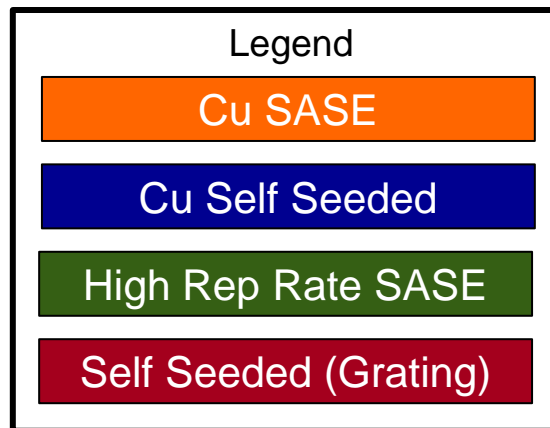 Legend
Cu SASE
Cu Self Seeded
High Rep Rate SASE
Self Seeded (Grating)